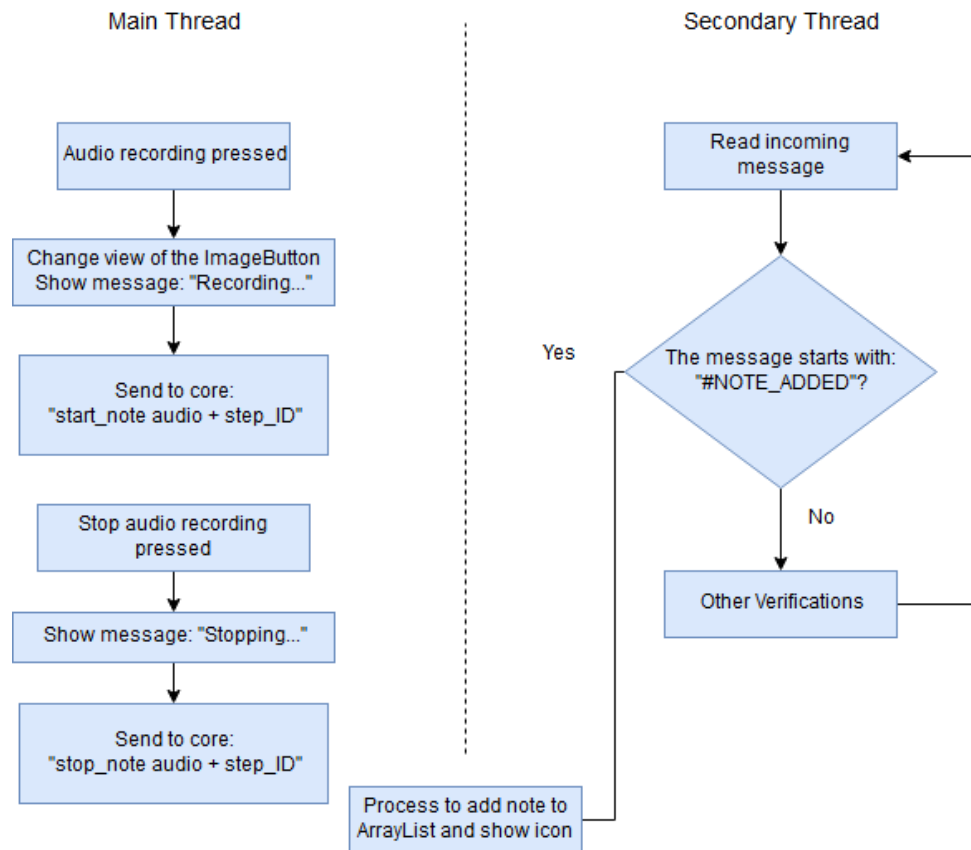 Main Thread
Audio recording pressed
Change view of the ImageButton
Show message: "Recording..."
Send to core:
"start_note audio + step_ID"
Stop audio recording
pressed
Show message: "Stopping..."
Send to core:
"stop_note audio + step_ID"
Secondary Thread
Read incoming
message
The message starts with:
"#NOTE_ADDED"?
Yes
No
Other Verifications
Process to add note to
ArrayList and show icon